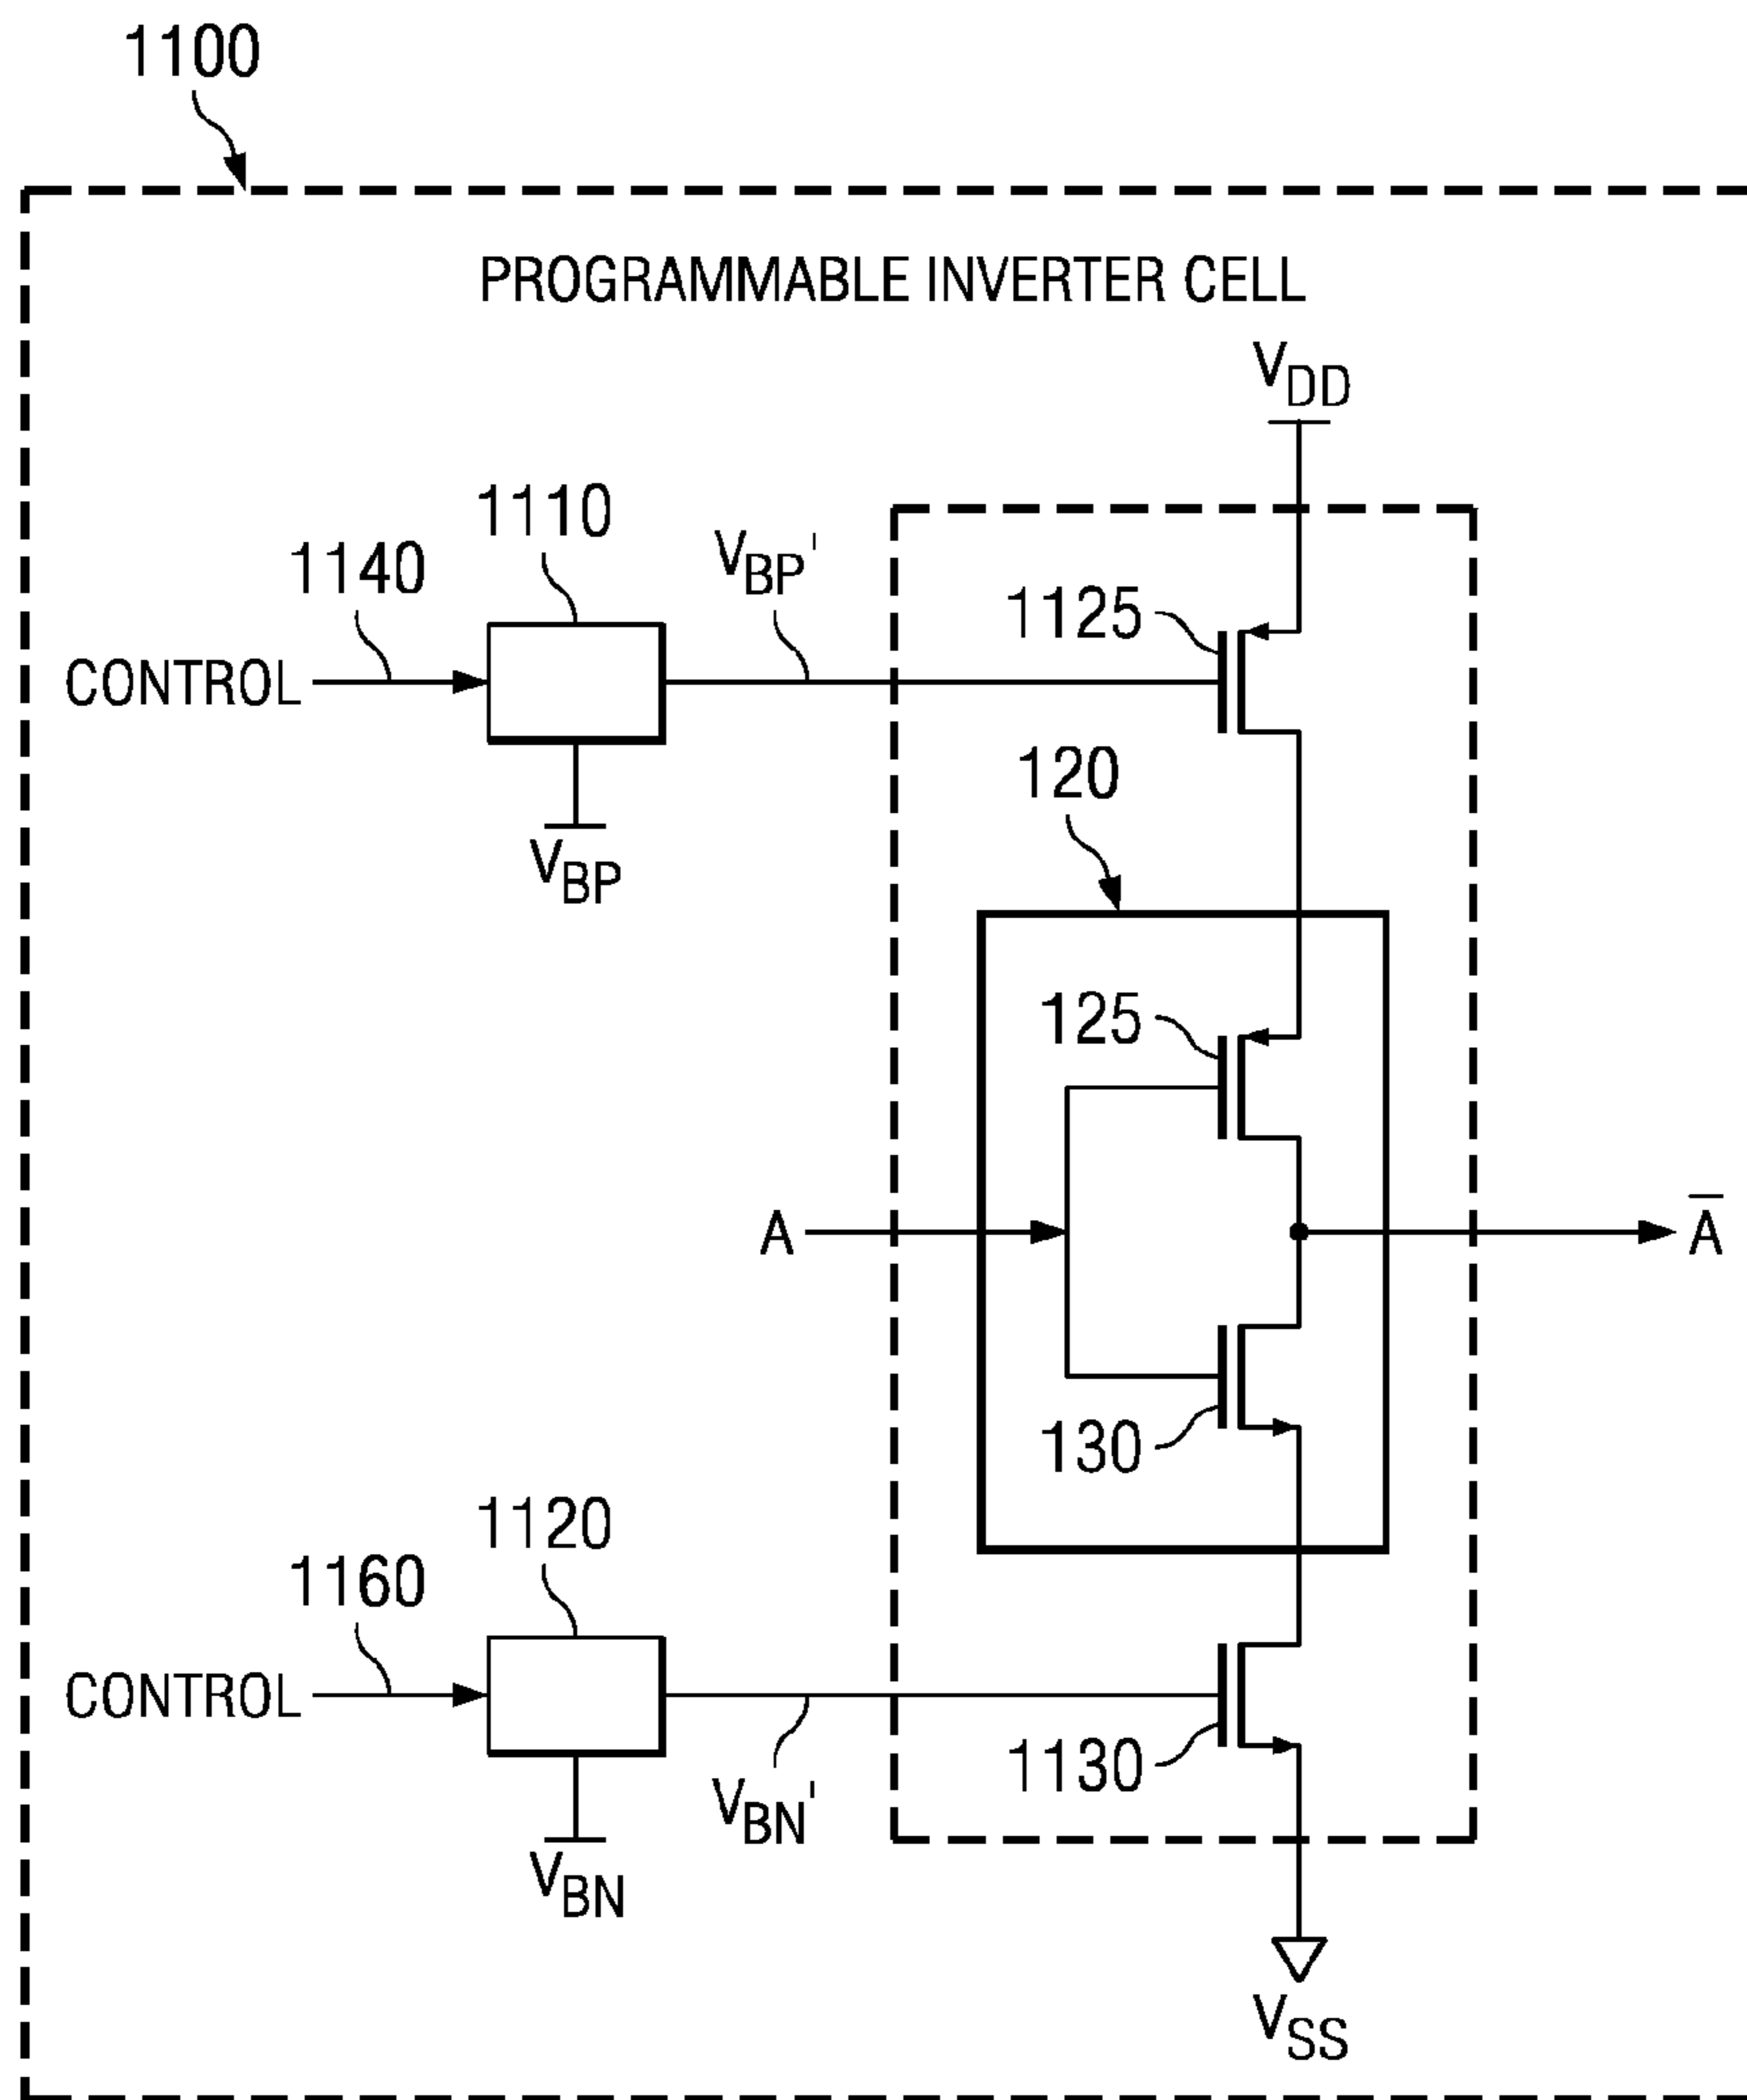 1100
PROGRAMMABLE INVERTER CELL
VDD
1110
VBP'
1140
1125
CONTROL
120
VBP
125
A
A̅
130
1120
1160
CONTROL
1130
VBN'
VBN
VSS